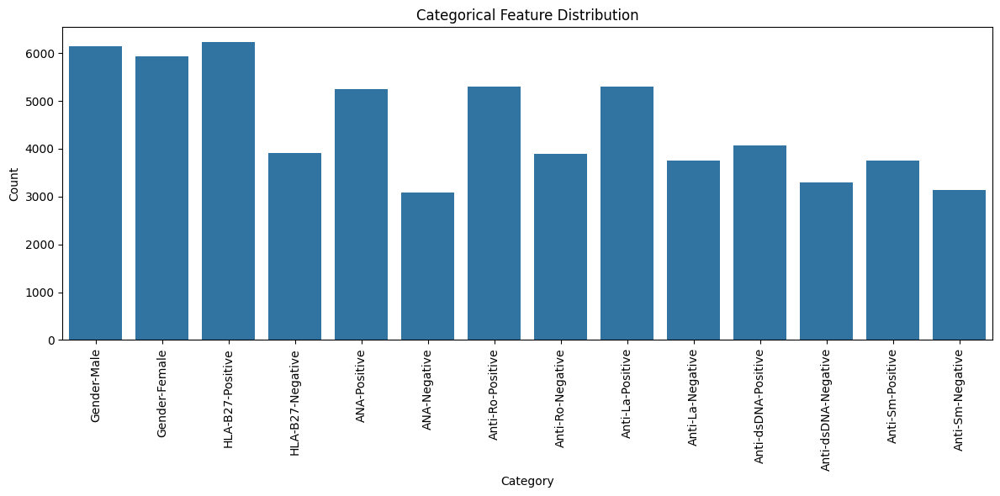 Categorical Feature Distribution
6000
5000
4000
3000
2000
1000
0
Count
Gender-Male
Gender-Female
HLA-B27-Positive
HLA-B27-Negative
ANA-Positive
ANA-Negative
Anti-Ro-Positive
Anti-Ro-Negative
Anti-La-Positive
Anti-La-Negative
Anti-dsDNA-Positive
Anti-dsDNA-Negative
Anti-Sm-Positive
Anti-Sm-Negative
Category